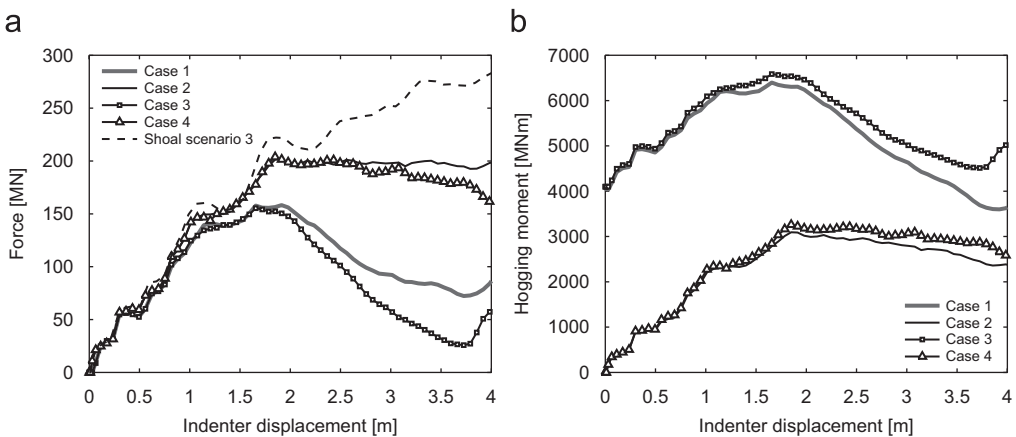 a
300
250
200
150
100
50
0
Force [MN]
Case 1
Case 2
Case 3
Case 4
Shoal scenario 3
0 0.5 1 1.5 2 2.5 3 3.5 4
Indenter displacement [m]
b
7000
6000
5000
4000
3000
2000
1000
0
Hogging moment [MNm]
Case 1
Case 2
Case 3
Case 4
0 0.5 1 1.5 2 2.5 3 3.5 4
Indenter displacement [m]